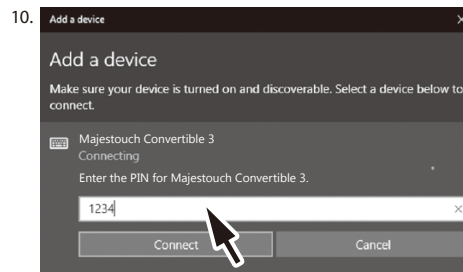 10.
Add a device
Add a device
Make sure your device is turned on and discoverable. Select a device below to
connect.
Majestouch Convertible 3
Connecting
Enter the PIN for Majestouch Convertible 3.
1234
Connect
Cancel